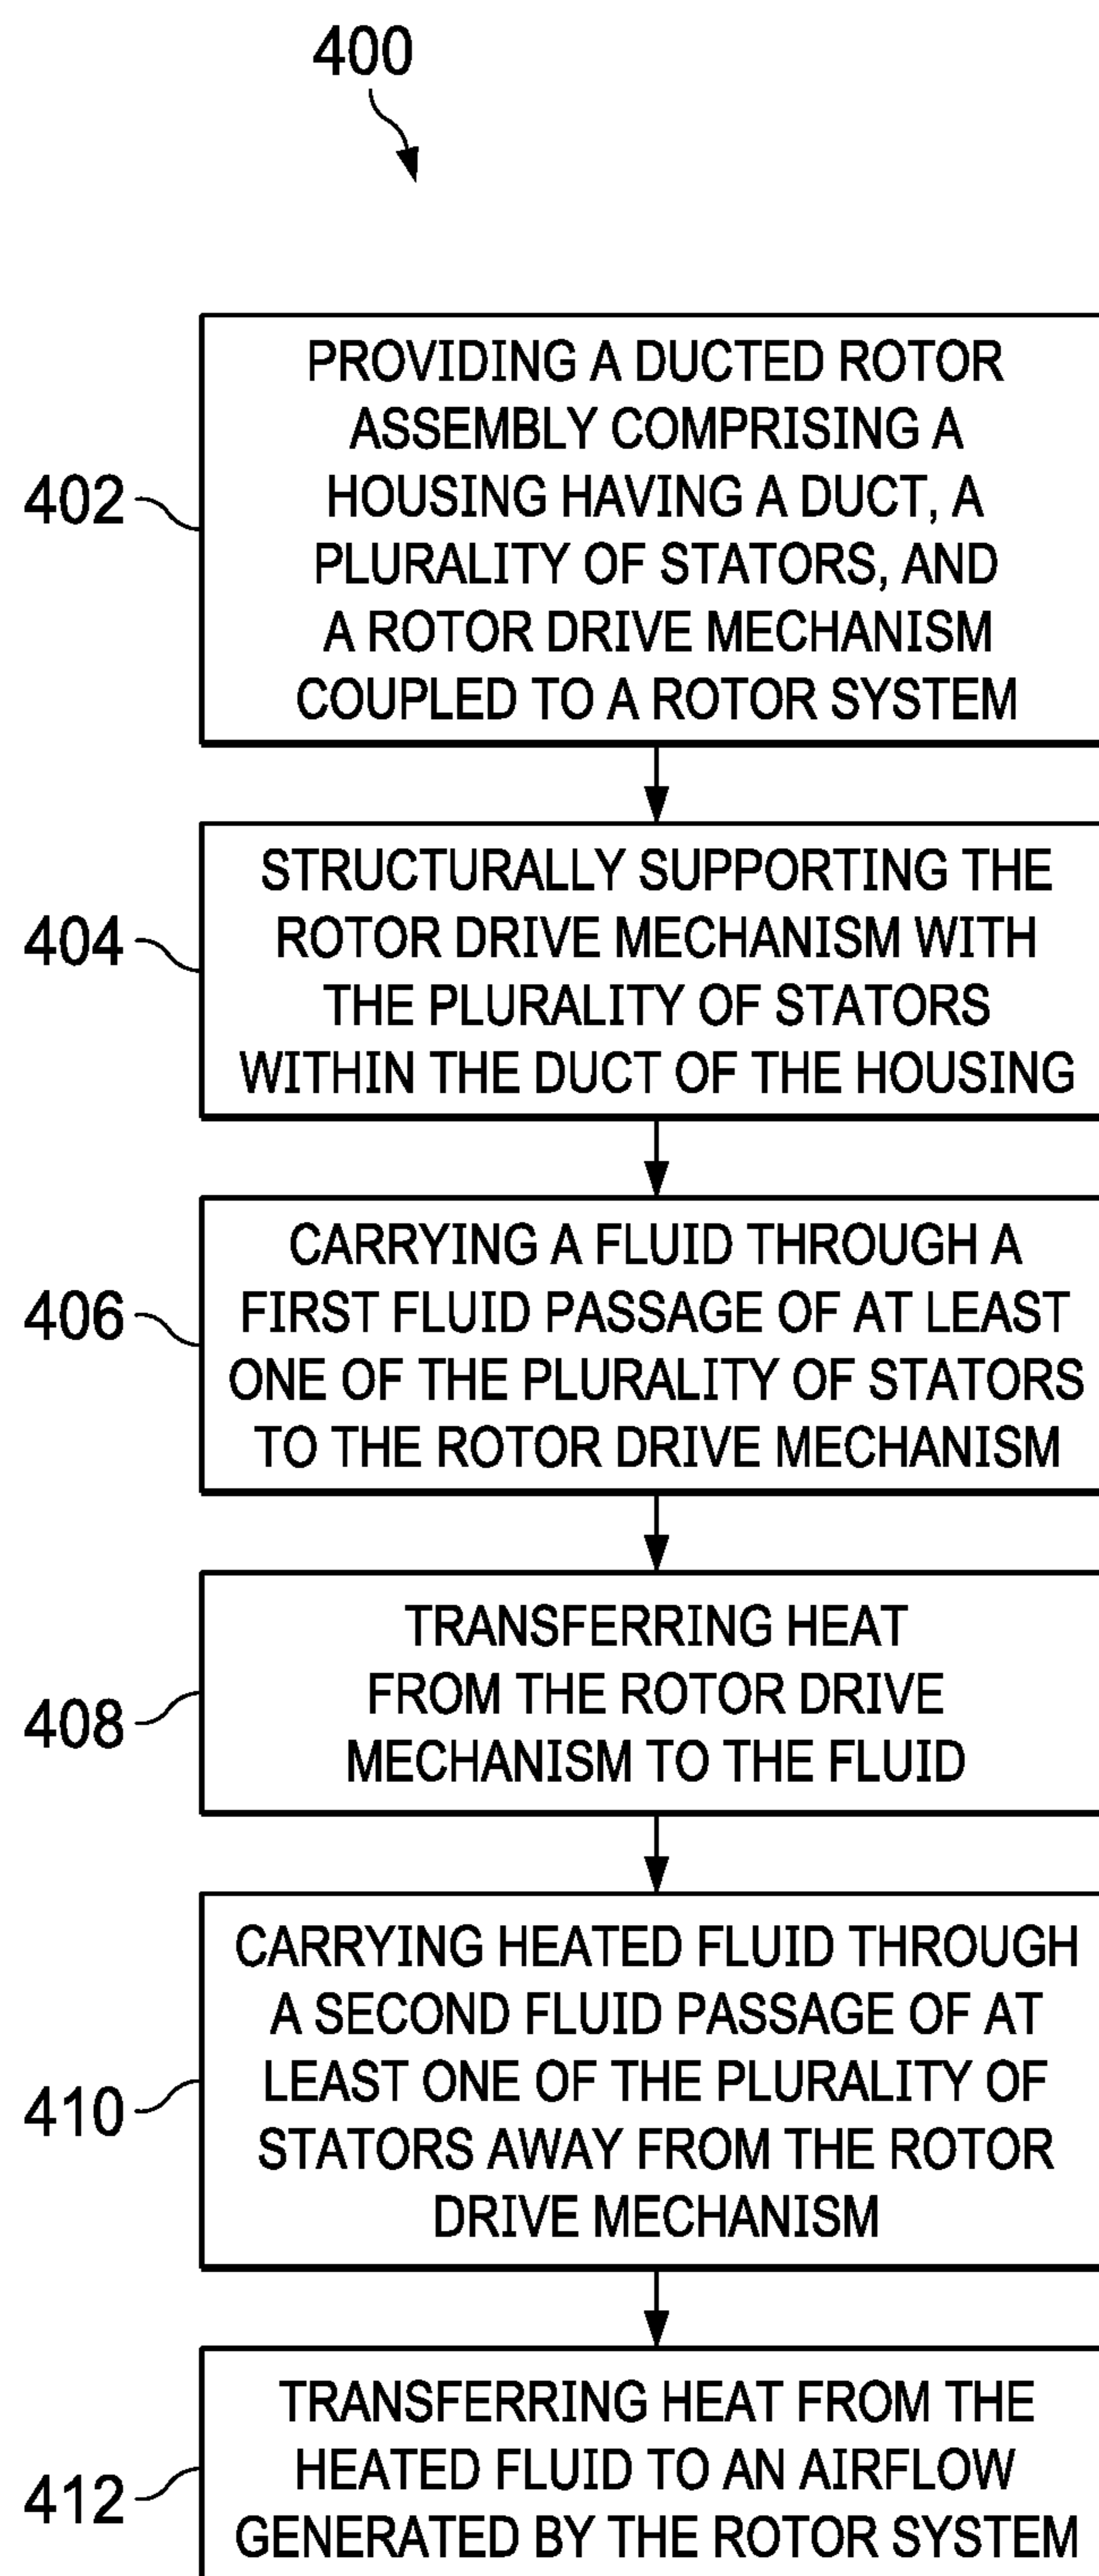 400
402
PROVIDING A DUCTED ROTOR
ASSEMBLY COMPRISING A
HOUSING HAVING A DUCT, A
PLURALITY OF STATORS, AND
A ROTOR DRIVE MECHANISM
COUPLED TO A ROTOR SYSTEM
404
STRUCTURALLY SUPPORTING THE
ROTOR DRIVE MECHANISM WITH
THE PLURALITY OF STATORS
WITHIN THE DUCT OF THE HOUSING
406
CARRYING A FLUID THROUGH A
FIRST FLUID PASSAGE OF AT LEAST
ONE OF THE PLURALITY OF STATORS
TO THE ROTOR DRIVE MECHANISM
408
TRANSFERRING HEAT
FROM THE ROTOR DRIVE
MECHANISM TO THE FLUID
410
CARRYING HEATED FLUID THROUGH
A SECOND FLUID PASSAGE OF AT
LEAST ONE OF THE PLURALITY OF
STATORS AWAY FROM THE ROTOR
DRIVE MECHANISM
412
TRANSFERRING HEAT FROM THE
HEATED FLUID TO AN AIRFLOW
GENERATED BY THE ROTOR SYSTEM